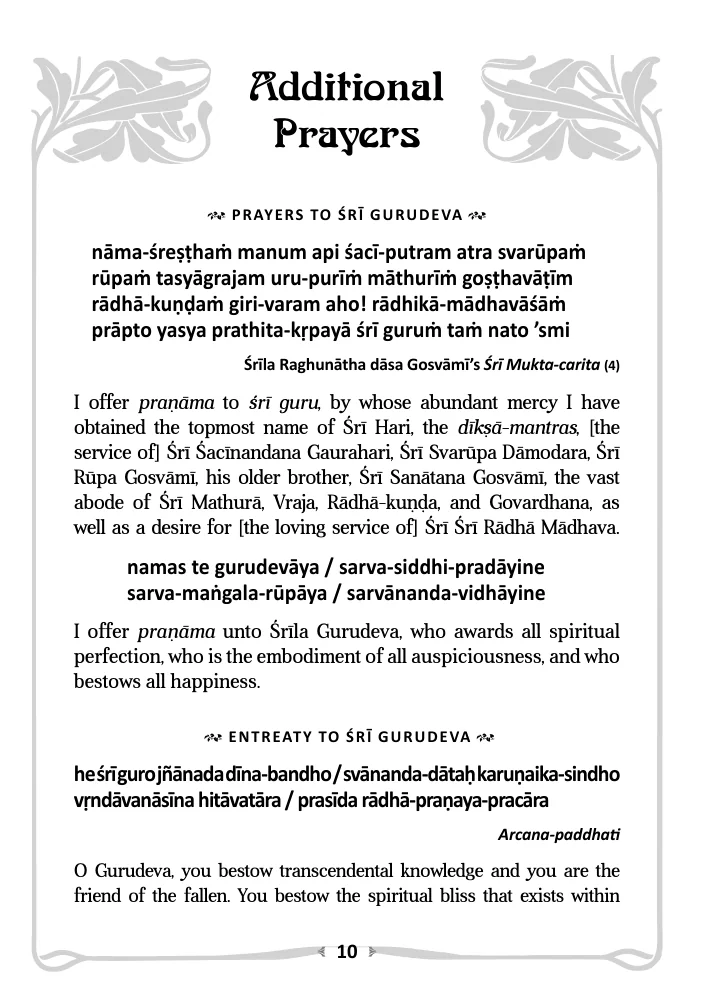 Additional
Prayers
PRAYERS TO ŚRĪ GURUDEVA
nāma-śreṣṭhaṁ manum api śacī-putram atra svarūpaṁ
rūpaṁ tasyāgrajam uru-purīṁ māthurīṁ goṣṭhavāṭīm
rādhā-kuṇḍaṁ giri-varam aho! rādhikā-mādhavāśāṁ
prāpto yasya prathita-kṛpayā śrī guruṁ taṁ nato ’smi
Śrīla Raghunātha dāsa Gosvāmī’s Śrī Mukta-carita (4)
I offer praṇāma to śrī guru, by whose abundant mercy I have
obtained the topmost name of Śrī Hari, the dīkṣā-mantras, [the
service of] Śrī Śacīnandana Gaurahari, Śrī Svarūpa Dāmodara, Śrī
Rūpa Gosvāmī, his older brother, Śrī Sanātana Gosvāmī, the vast
abode of Śrī Mathurā, Vraja, Rādhā-kuṇḍa, and Govardhana, as
well as a desire for [the loving service of] Śrī Śrī Rādhā Mādhava.
namas te gurudevāya / sarva-siddhi-pradāyine
sarva-maṅgala-rūpāya / sarvānanda-vidhāyine
I offer praṇāma unto Śrīla Gurudeva, who awards all spiritual
perfection, who is the embodiment of all auspiciousness, and who
bestows all happiness.
ENTREATY TO ŚRĪ GURUDEVA
he śrī guro jñānada dīna-bandho / svānanda-dātaḥ karuṇaika-sindho
vṛndāvanāsīna hitāvatāra / prasīda rādhā-praṇaya-pracāra
Arcana-paddhati
O Gurudeva, you bestow transcendental knowledge and you are the
friend of the fallen. You bestow the spiritual bliss that exists within
10